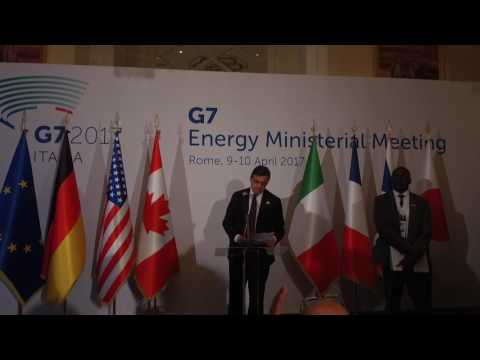 G7 2017
ITALIA
G7
Energy Ministerial Meeting
Rome, 9-10 April 2017